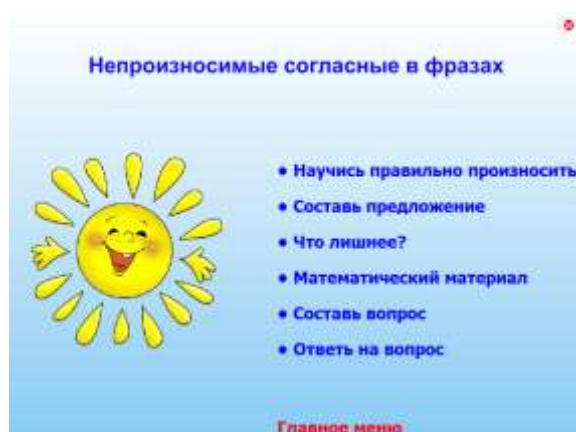 Непроизносимые согласные в фразах
• Научись правильно произносить
• Составь предложение
• Что лишнее?
• Математический материал
• Составь вопрос
• Ответь на вопрос
Главное меню